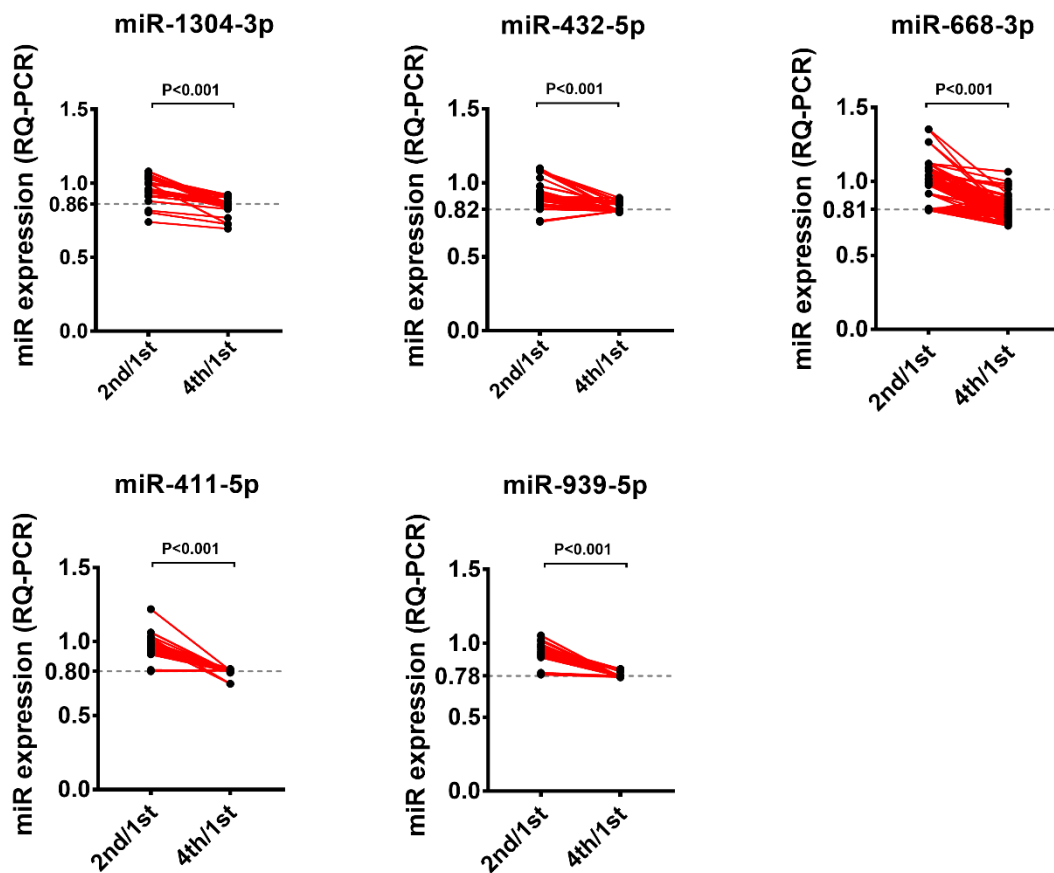 miR-1304-3p
miR expression (RQ-PCR)
P<0.001
1.5
1.0
0.86
0.5
0.0
2nd/1st
4th/1st
miR-432-5p
miR expression (RQ-PCR)
P<0.001
1.5
1.0
0.82
0.5
0.0
2nd/1st
4th/1st
miR-668-3p
miR expression (RQ-PCR)
P<0.001
1.5
1.0
0.81
0.5
0.0
2nd/1st
4th/1st
miR-411-5p
miR expression (RQ-PCR)
P<0.001
1.5
1.0
0.80
0.5
0.0
2nd/1st
4th/1st
miR-939-5p
miR expression (RQ-PCR)
P<0.001
1.5
1.0
0.78
0.5
0.0
2nd/1st
4th/1st